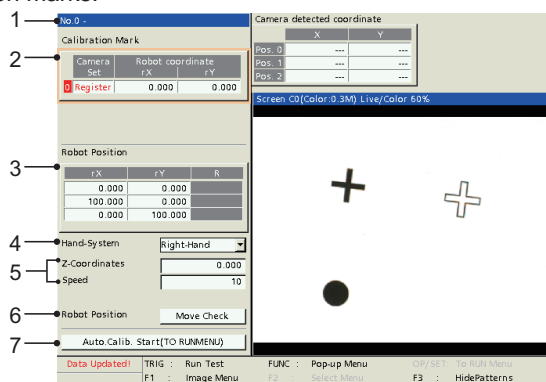 1
No.0 -
Camera detected coordinate
Calibration Mark
X Y
Pos. 0 --- ---
Pos. 1 --- ---
Pos. 2 --- ---
2
Camera Set
Robot coordinate
rX rY
0 Register 0.000 0.000
Screen C0(Color:0.3M) Live/Color 60%
Robot Position
3
rX rY R
0.000 0.000
100.000 0.000
0.000 100.000
4
Hand-System Right-Hand
5
Z-Coordinates 0.000
Speed 10
6
Robot Position Move Check
7
Auto.Calib. Start(TO RUNMENU)
Data Updated! TRIG : Run Test FUNC : Pop-up Menu OP/SET: To RUN Menu
F1 : Image Menu F2 : Select Menu F3 : HidePatterns